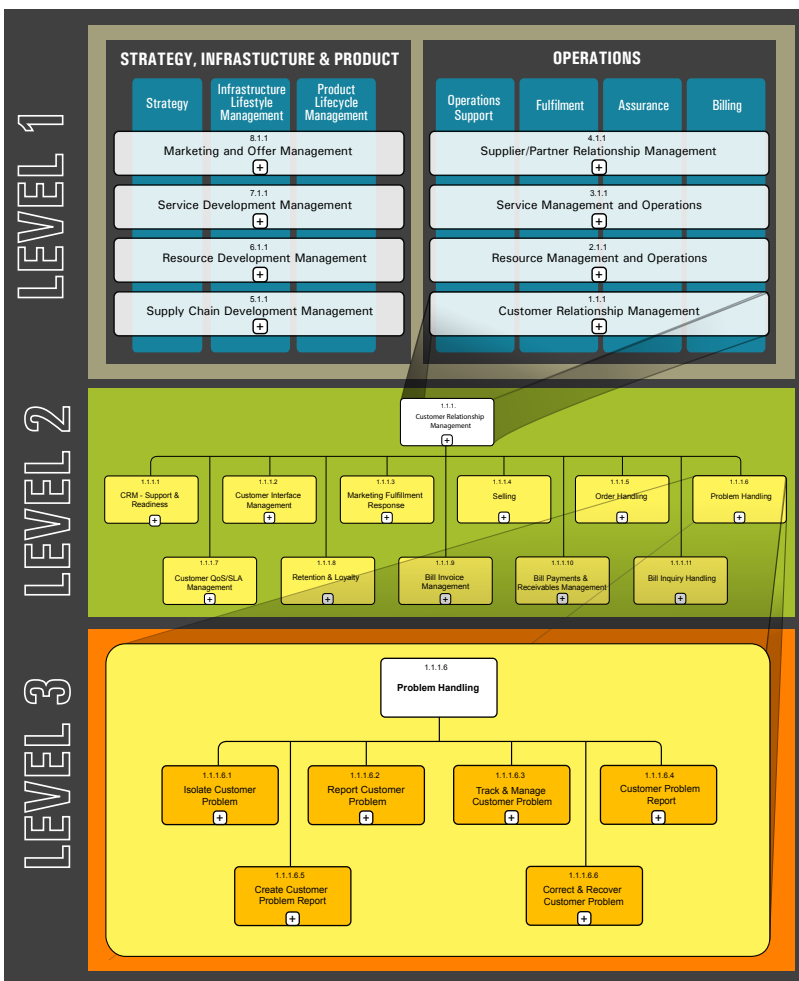 LEVEL 1
STRATEGY, INFRASTUCTURE & PRODUCT
Strategy
Infrastructure
Lifestyle
Management
Product
Lifecycle
Management
8.1.1
Marketing and Offer Management
+
7.1.1
Service Development Management
+
6.1.1
Resource Development Management
+
5.1.1
Supply Chain Development Management
+
OPERATIONS
Operations
Support
Fulfilment
Assurance
Billing
4.1.1
Supplier/Partner Relationship Management
+
3.1.1
Service Management and Operations
+
2.1.1
Resource Management and Operations
+
1.1.1
Customer Relationship Management
+
LEVEL 2
1.1.1.
Customer Relationship
Management
+
1.1.1.1
CRM - Support &
Readiness
+
1.1.1.2
Customer Interface
Management
+
1.1.1.3
Marketing Fulfillment
Response
+
1.1.1.4
Selling
+
1.1.1.5
Order Handling
+
1.1.1.6
Problem Handling
+
1.1.1.7
Customer QoS/SLA
Management
+
1.1.1.8
Retention & Loyalty
+
1.1.1.9
Bill Invoice
Management
+
1.1.1.10
Bill Payments &
Receivables Management
+
1.1.1.11
Bill Inquiry Handling
+
LEVEL 3
1.1.1.6
Problem Handling
1.1.1.6.1
Isolate Customer
Problem
+
1.1.1.6.2
Report Customer
Problem
+
1.1.1.6.3
Track & Manage
Customer Problem
+
1.1.1.6.4
Customer Problem
Report
+
1.1.1.6.5
Create Customer
Problem Report
+
1.1.1.6.6
Correct & Recover
Customer Problem
+